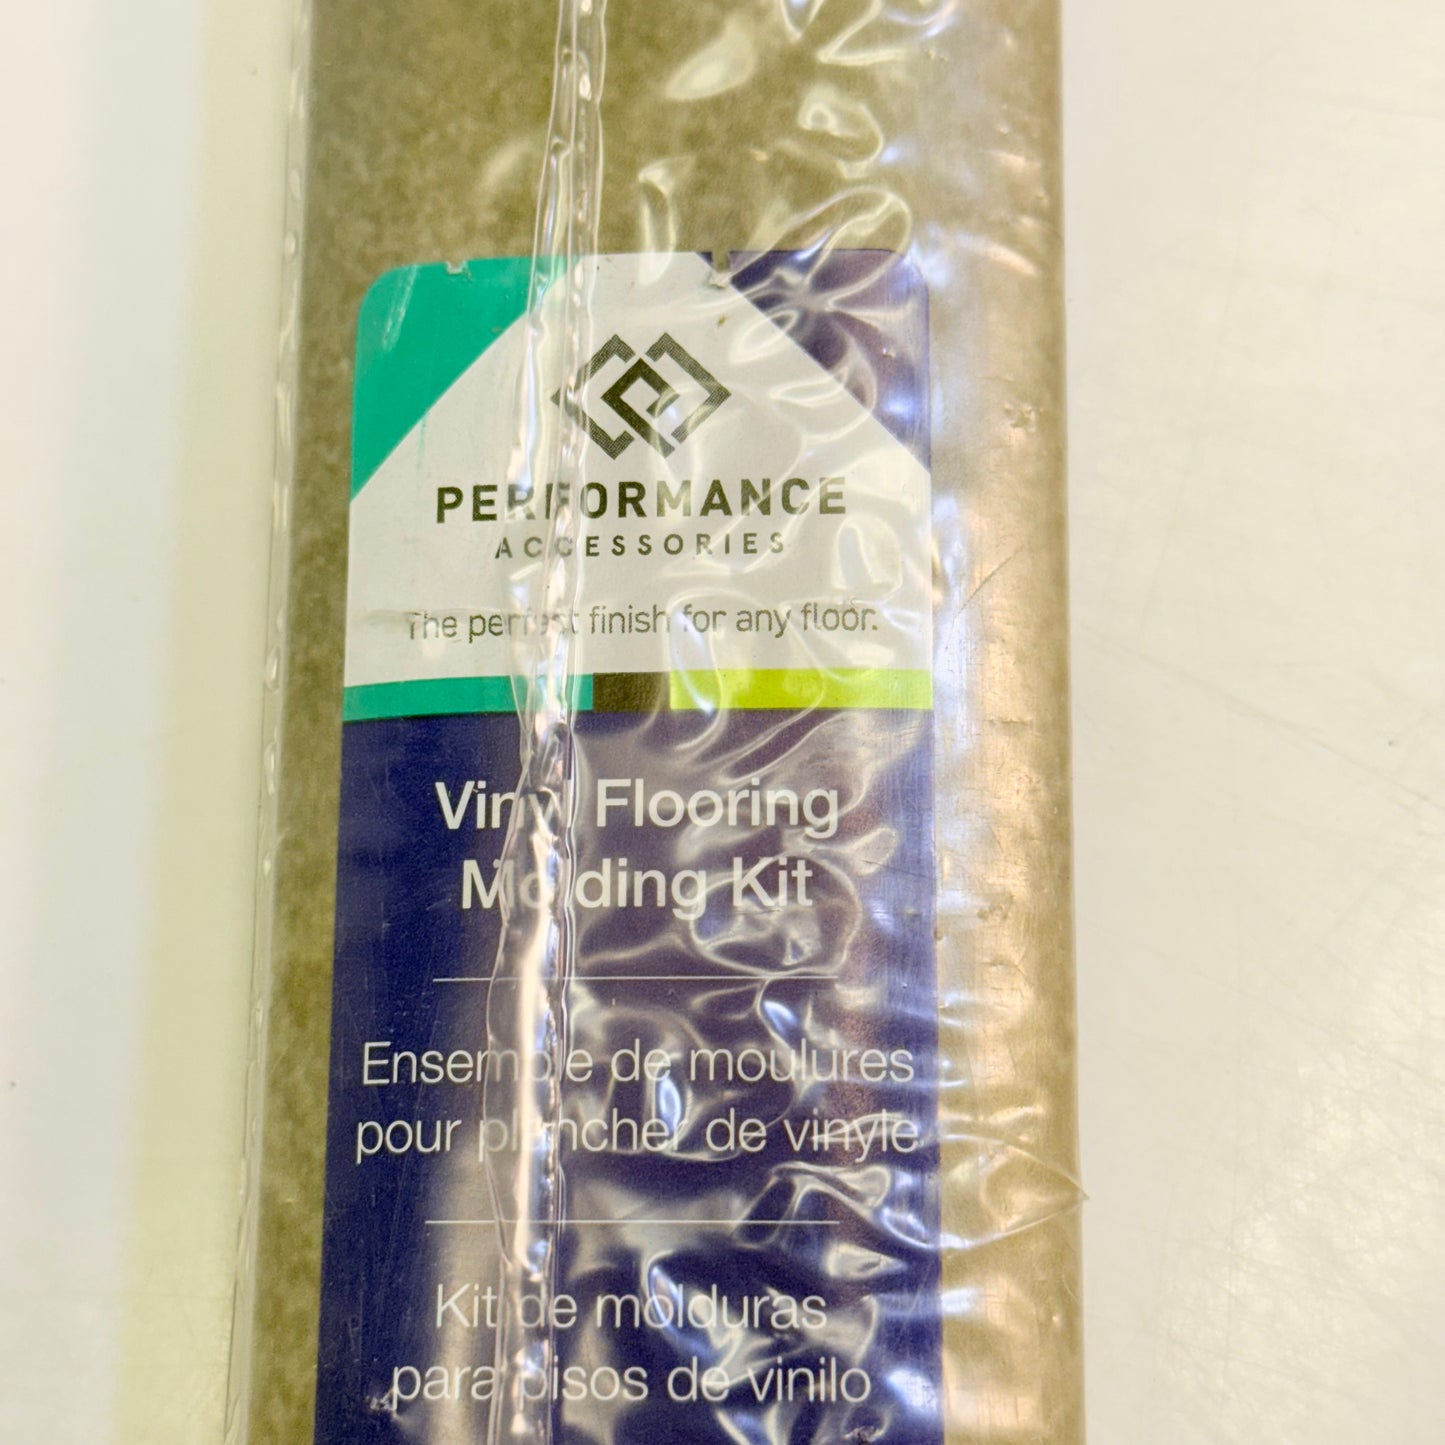 PERFORMANCE
ACCESSORIES
The perfect finish for any floor.
Vinyl Flooring
Molding Kit
Ensemble de moulures
pour plancher de vinyle
Kit de molduras
para pisos de vinilo